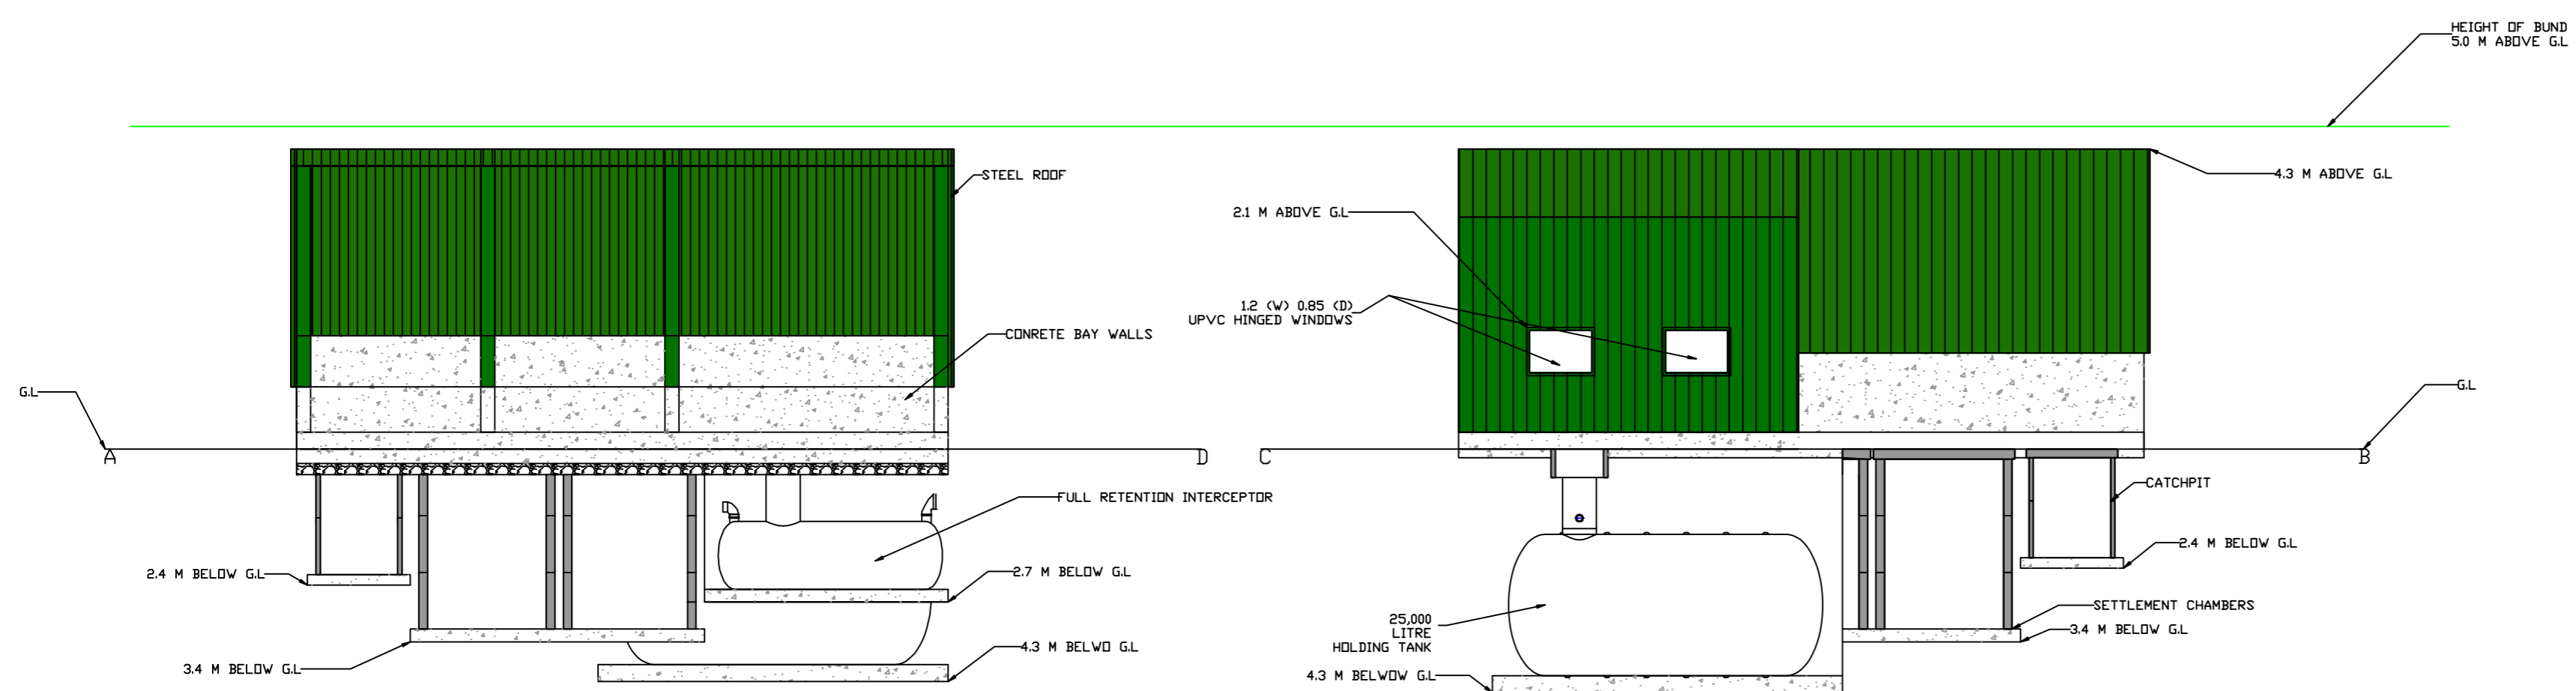 HEIGHT OF BUND
5.0 M ABOVE G.L
STEEL ROOF
4.3 M ABOVE G.L
2.1 M ABOVE G.L
1.2 (W) 0.85 (D)
UPVC HINGED WINDOWS
CONRETE BAY WALLS
G.L
G.L
A
D
C
B
CATCHPIT
FULL RETENTION INTERCEPTOR
2.4 M BELOW G.L
2.7 M BELOW G.L
2.4 M BELOW G.L
SETTLEMENT CHAMBERS
25,000
LITRE
HOLDING TANK
3.4 M BELOW G.L
4.3 M BELWO G.L
3.4 M BELOW G.L
4.3 M BELWOW G.L